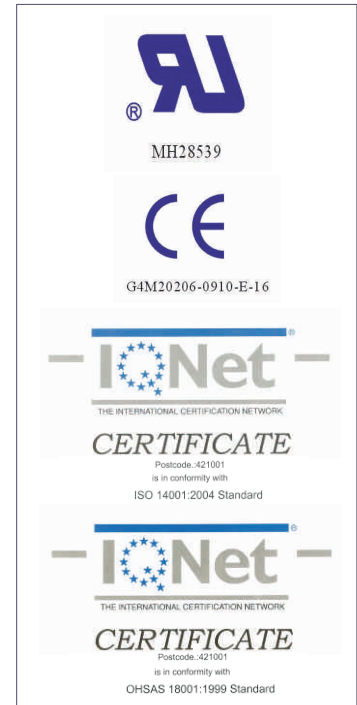 ®
MH28539
CE
G4M20206-0910-E-16
®
IQNet
THE INTERNATIONAL CERTIFICATION NETWORK
CERTIFICATE
Postcode.:421001
is in conformity with
ISO 14001:2004 Standard
®
IQNet
THE INTERNATIONAL CERTIFICATION NETWORK
CERTIFICATE
Postcode.:421001
is in conformity with
OHSAS 18001:1999 Standard